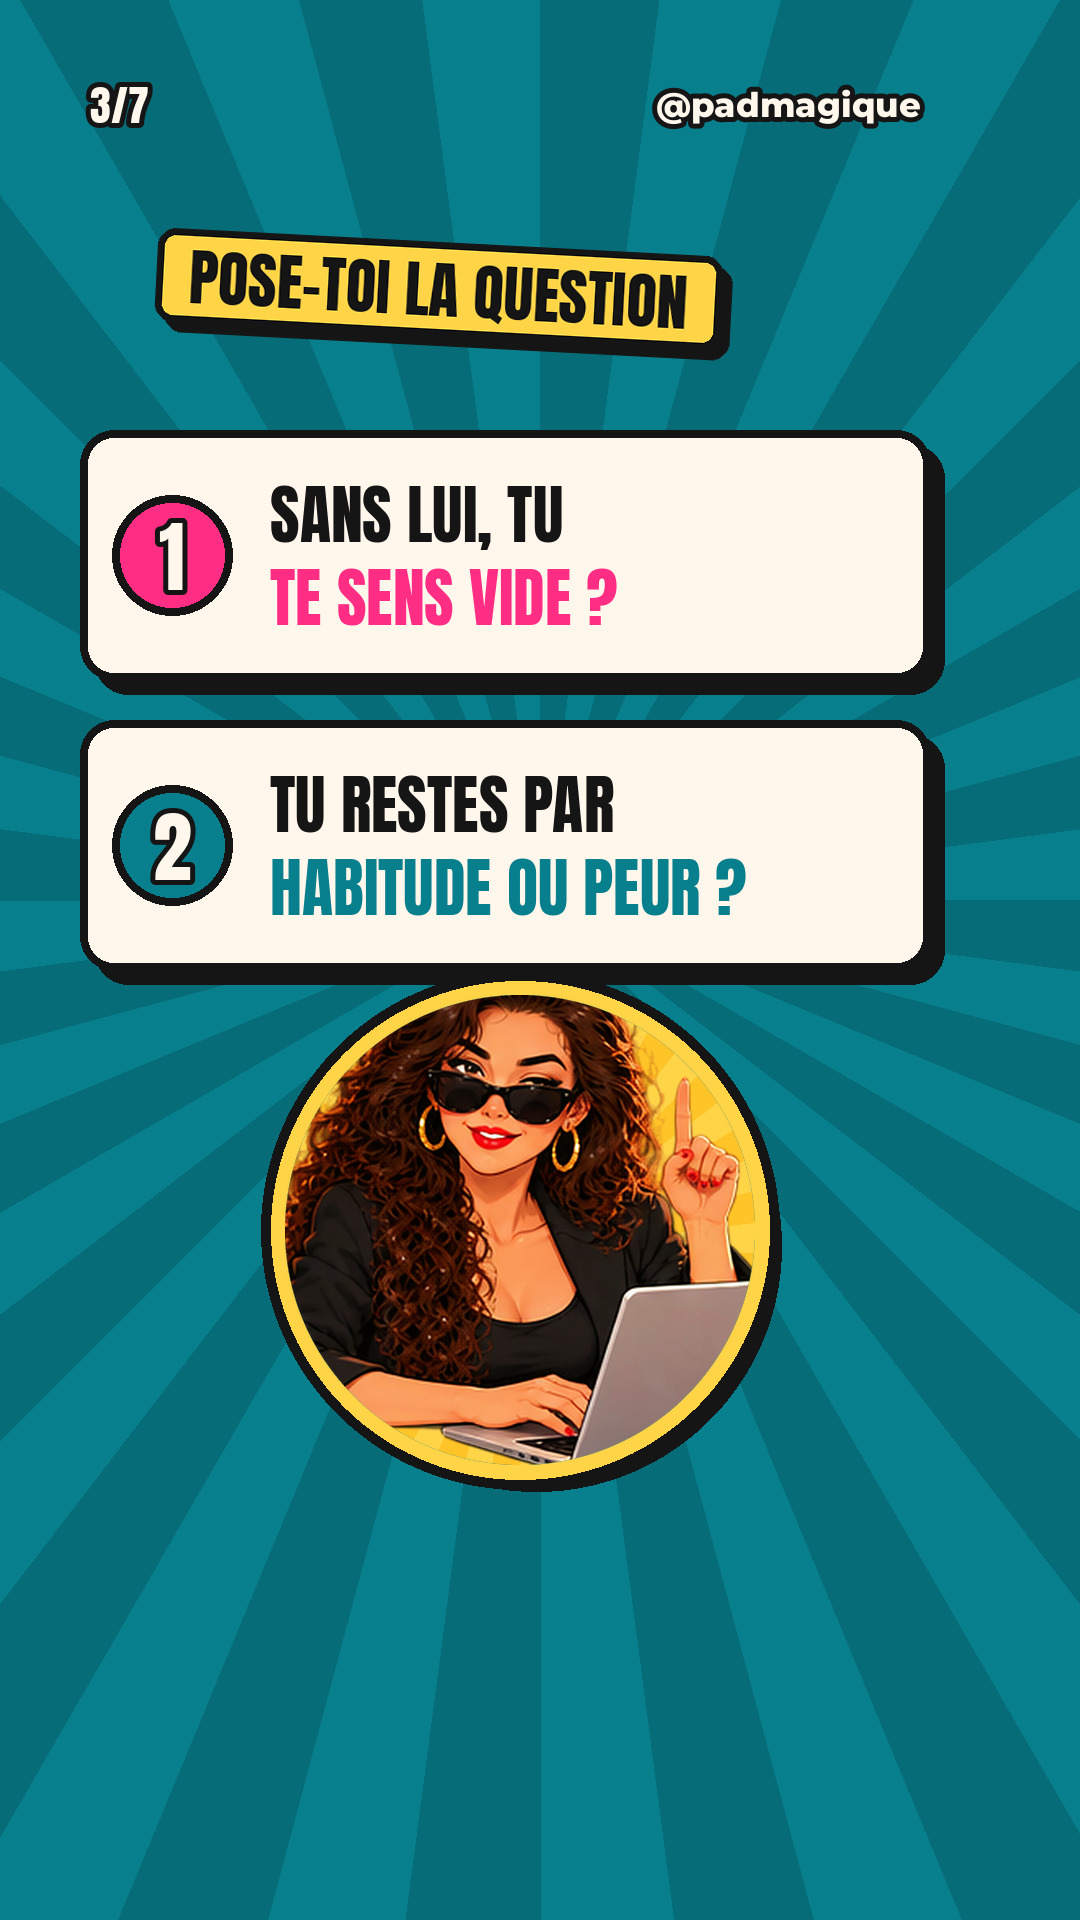 3/7
@padmagique
POSE-TOI LA QUESTION
1
SANS LUI, TU
TE SENS VIDE ?
2
TU RESTES PAR
HABITUDE OU PEUR ?